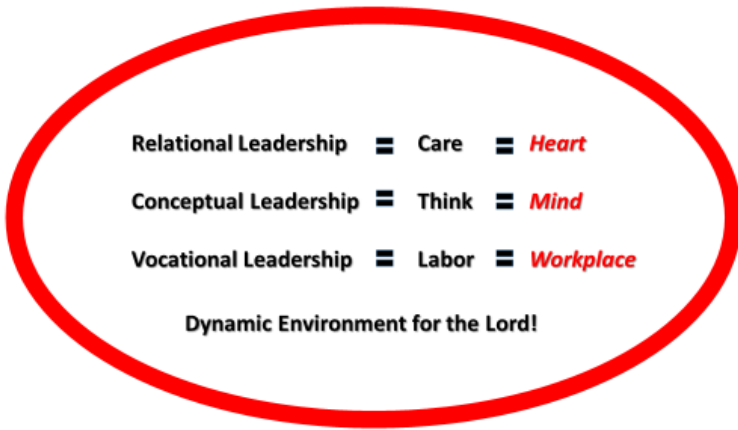 Relational Leadership = Care = Heart
Conceptual Leadership = Think = Mind
Vocational Leadership = Labor = Workplace
Dynamic Environment for the Lord!